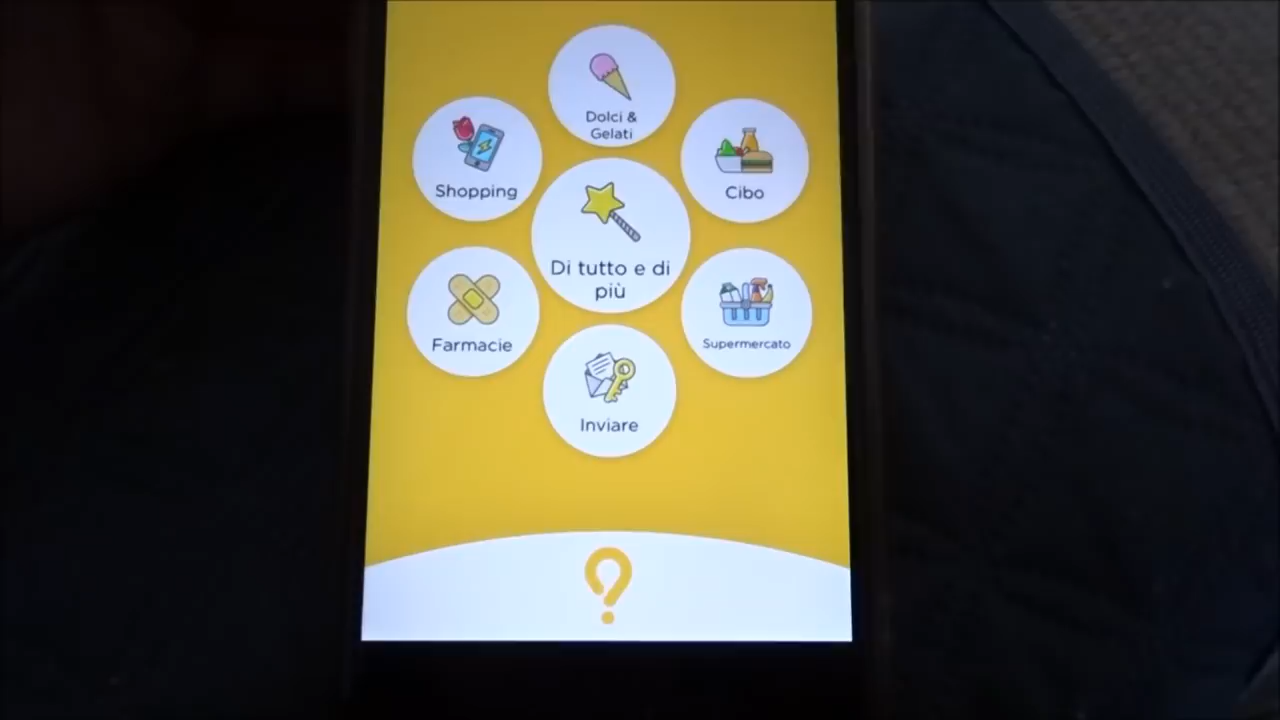 Dolci &
Gelati
Shopping
Cibo
Di tutto e di
più
Farmacie
Supermercato
Inviare
?